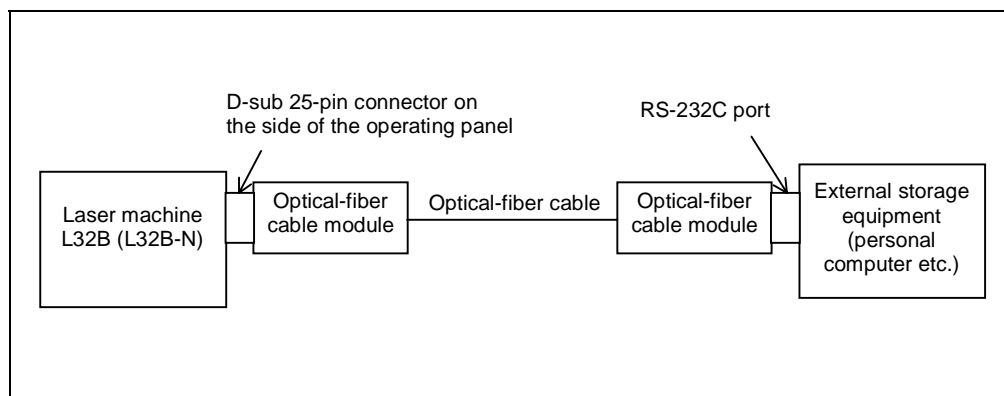 D-sub 25-pin connector on
the side of the operating panel
RS-232C port
Laser machine
L32B (L32B-N)
Optical-fiber
cable module
Optical-fiber cable
Optical-fiber
cable module
External storage
equipment
(personal
computer etc.)